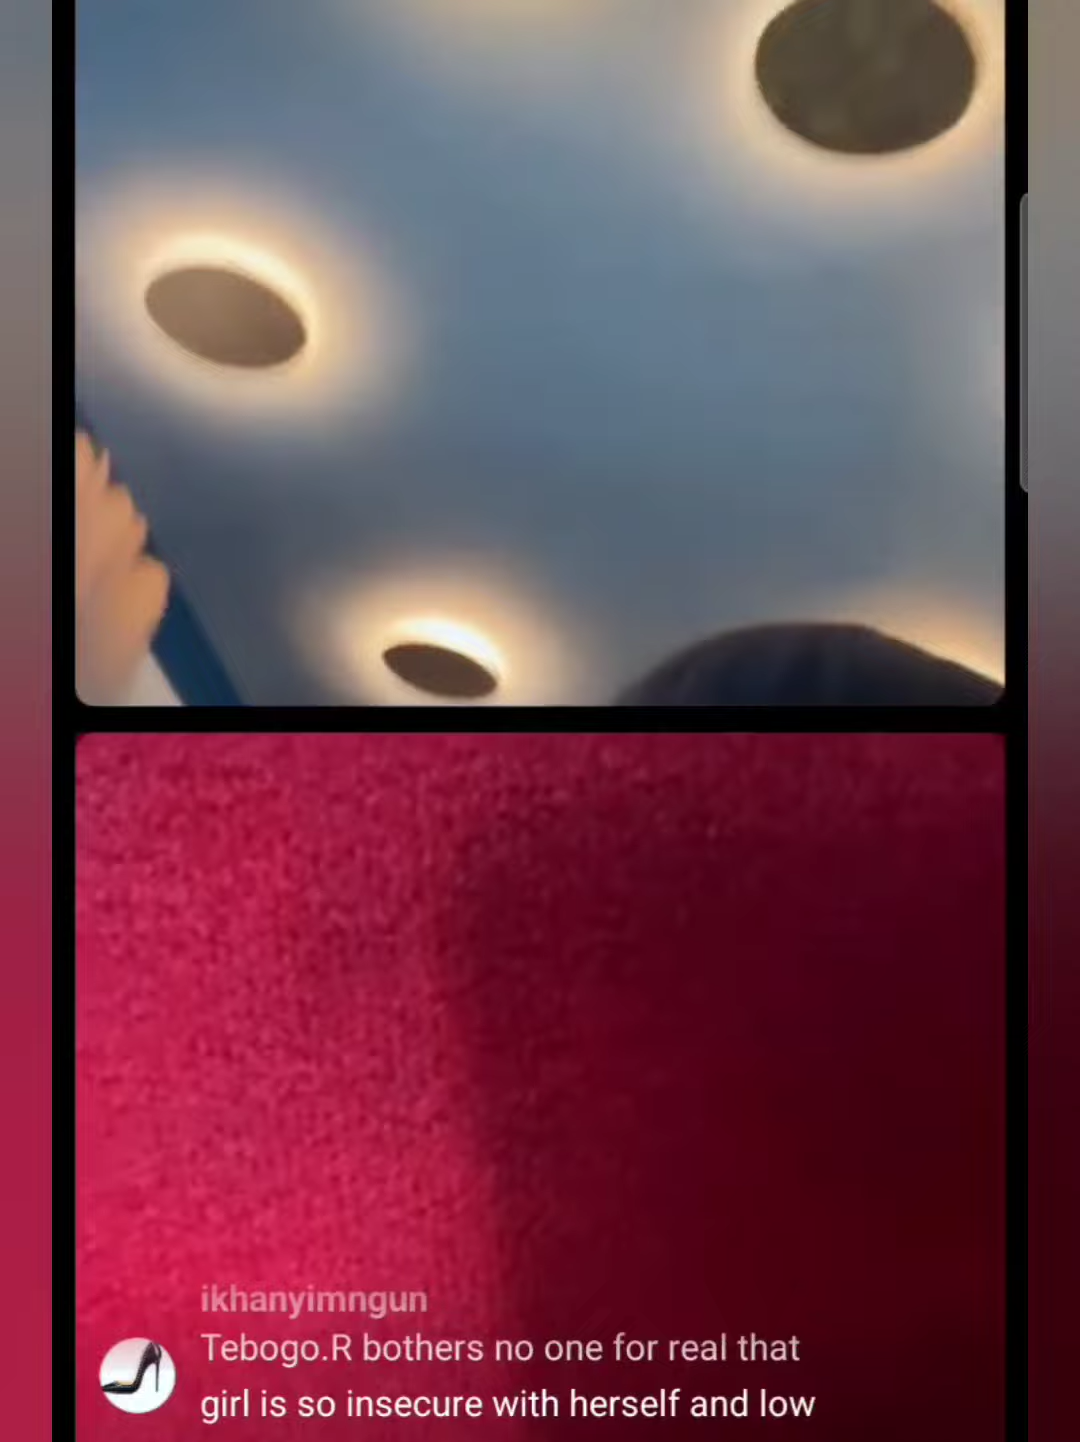 ikhanyimngun
Tebogo.R bothers no one for real that
girl is so insecure with herself and low